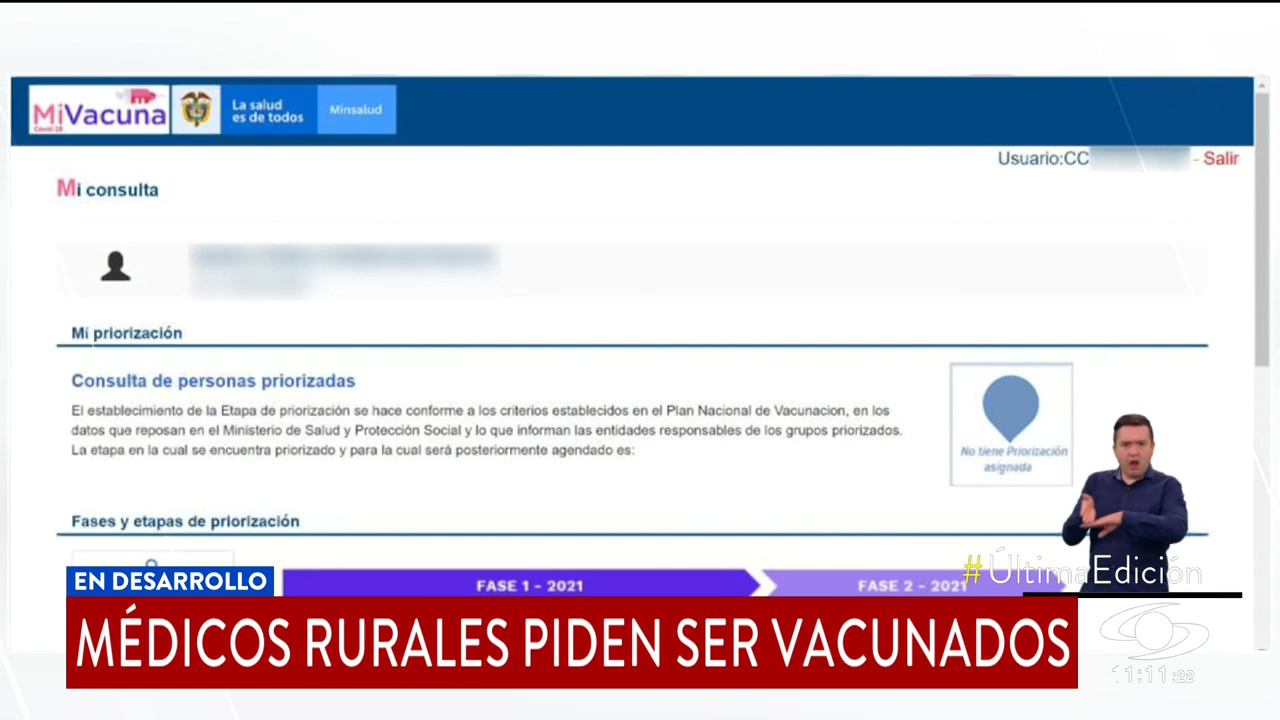 MiVacuna
Covid-19
La salud
es de todos
Minsalud
Usuario:CC
- Salir
Mi consulta
Mi priorización
Consulta de personas priorizadas
El establecimiento de la Etapa de priorización se hace conforme a los criterios establecidos en el Plan Nacional de Vacunacion, en los
datos que reposan en el Ministerio de Salud y Protección Social y lo que informan las entidades responsables de los grupos priorizados.
La etapa en la cual se encuentra priorizado y para la cual será posteriormente agendado es:
No tiene Priorización
asignada
Fases y etapas de priorización
FASE 1 - 2021
FASE 2 - 2021
#ÚltimaEdición
EN DESARROLLO
MÉDICOS RURALES PIDEN SER VACUNADOS
11:11:22